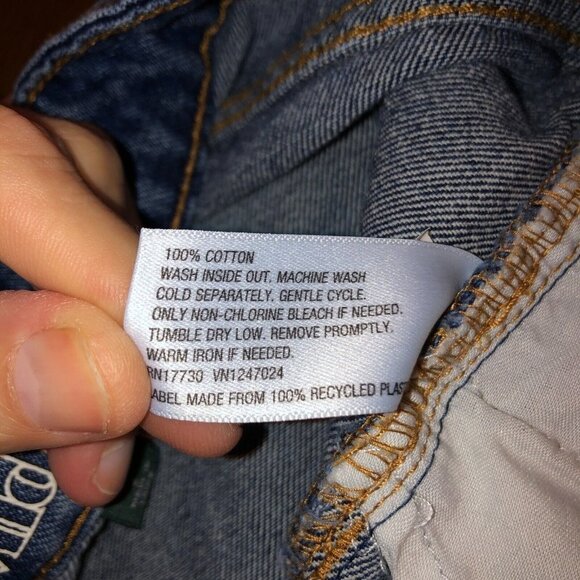 100% COTTON
WASH INSIDE OUT. MACHINE WASH
COLD SEPARATELY. GENTLE CYCLE.
ONLY NON-CHLORINE BLEACH IF NEEDED.
TUMBLE DRY LOW. REMOVE PROMPTLY.
WARM IRON IF NEEDED.
RN17730 VN1247024
LABEL MADE FROM 100% RECYCLED